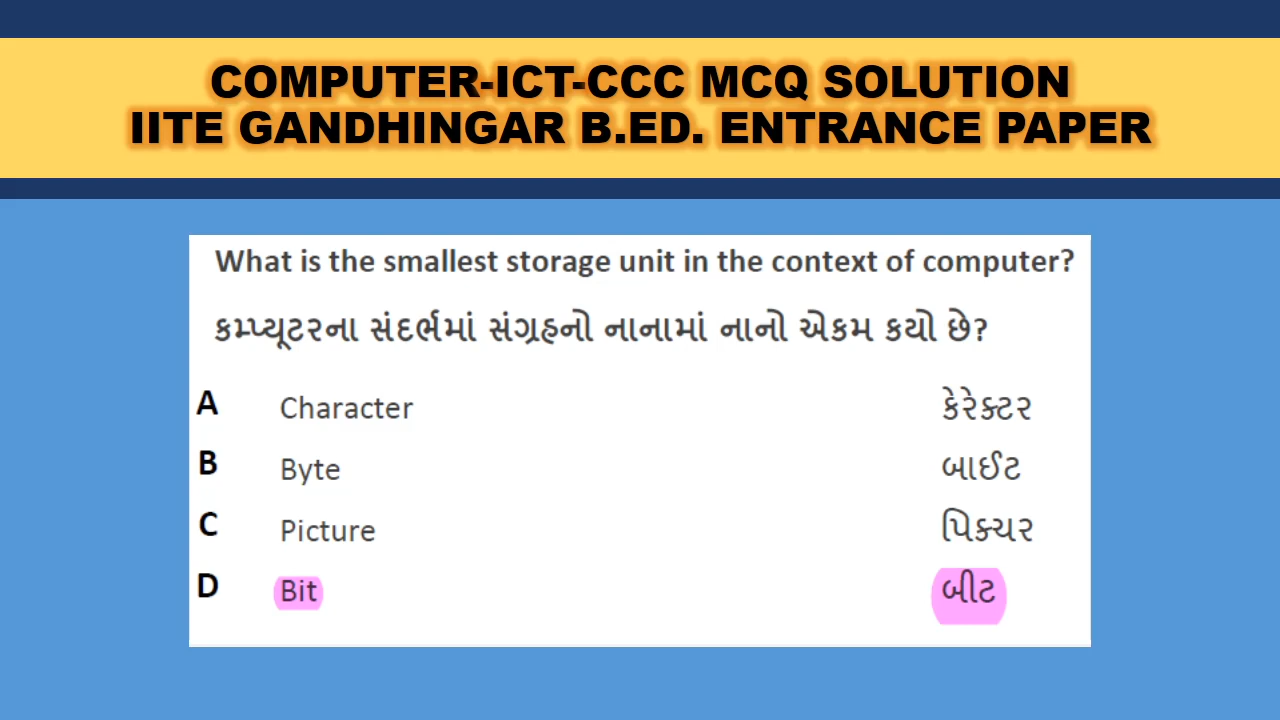 COMPUTER-ICT-CCC MCQ SOLUTION
IITE GANDHINGAR B.ED. ENTRANCE PAPER
What is the smallest storage unit in the context of computer?
કમ્પ્યૂટરના સંદર્ભમાં સંગ્રહનો નાનામાં નાનો એકમ કયો છે?
A Character કેરેક્ટર
B Byte બાઈટ
C Picture પિક્ચર
D Bit બીટ